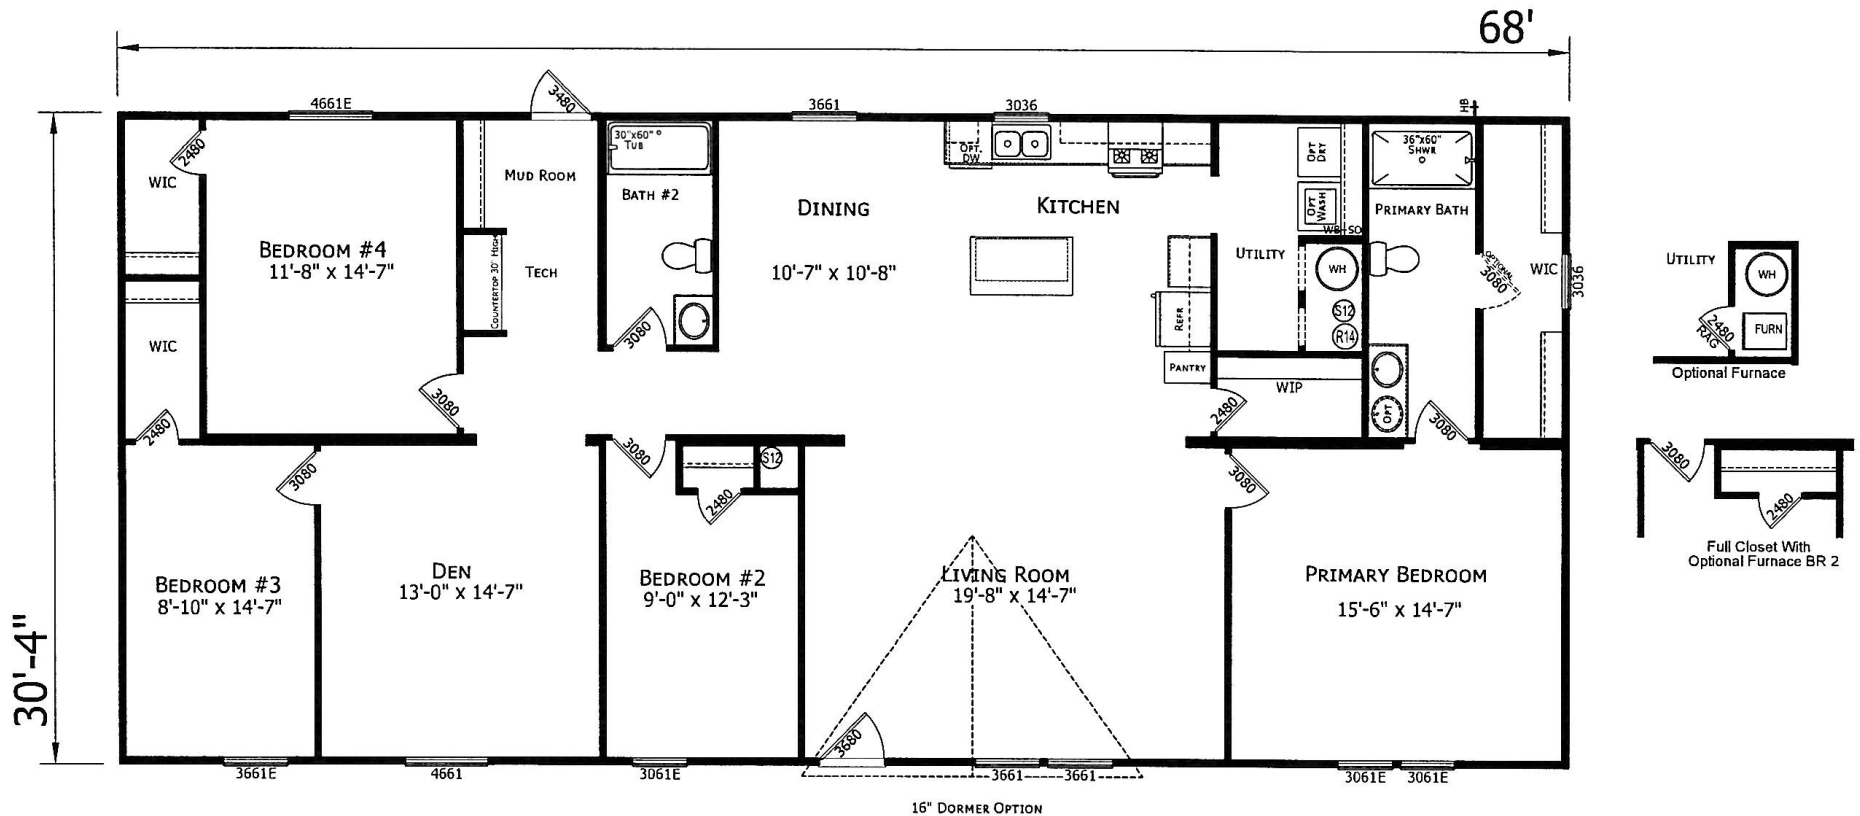 68'
30'-4"
4661E
3480
3661
3036
HB
2480
WIC
BEDROOM #4
11'-8" x 14'-7"
MUD ROOM
TECH
COUNTERTOP 30" HIGH
30"x60"
TUB
BATH #2
3080
DINING
10'-7" x 10'-8"
OPT.
DW
KITCHEN
REFR
PANTRY
OPT
DRY
OPT
WASH
WB-SO
UTILITY
WH
S12
R14
36"x60"
SHWR
PRIMARY BATH
OPTIONAL
3080
WIC
3036
OPT
WIP
2480
3080
WIC
2480
3080
3080
3080
S12
2480
3080
BEDROOM #3
8'-10" x 14'-7"
DEN
13'-0" x 14'-7"
BEDROOM #2
9'-0" x 12'-3"
LIVING ROOM
19'-8" x 14'-7"
PRIMARY BEDROOM
15'-6" x 14'-7"
3680
3661E
4661
3061E
3661
3661
3061E
3061E
16" DORMER OPTION
UTILITY
WH
2480
RAG
FURN
Optional Furnace
3080
2480
Full Closet With
Optional Furnace BR 2